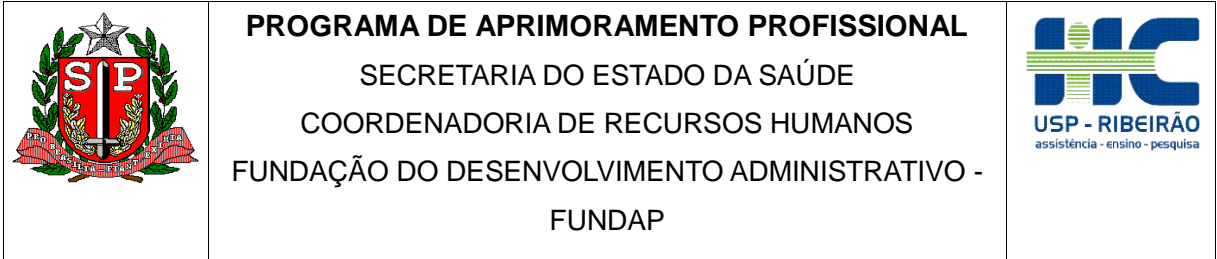 PROGRAMA DE APRIMORAMENTO PROFISSIONAL
SECRETARIA DO ESTADO DA SAÚDE
COORDENADORIA DE RECURSOS HUMANOS
FUNDAÇÃO DO DESENVOLVIMENTO ADMINISTRATIVO -
FUNDAP
SP
HC
USP - RIBEIRÃO
assistência - ensino - pesquisa